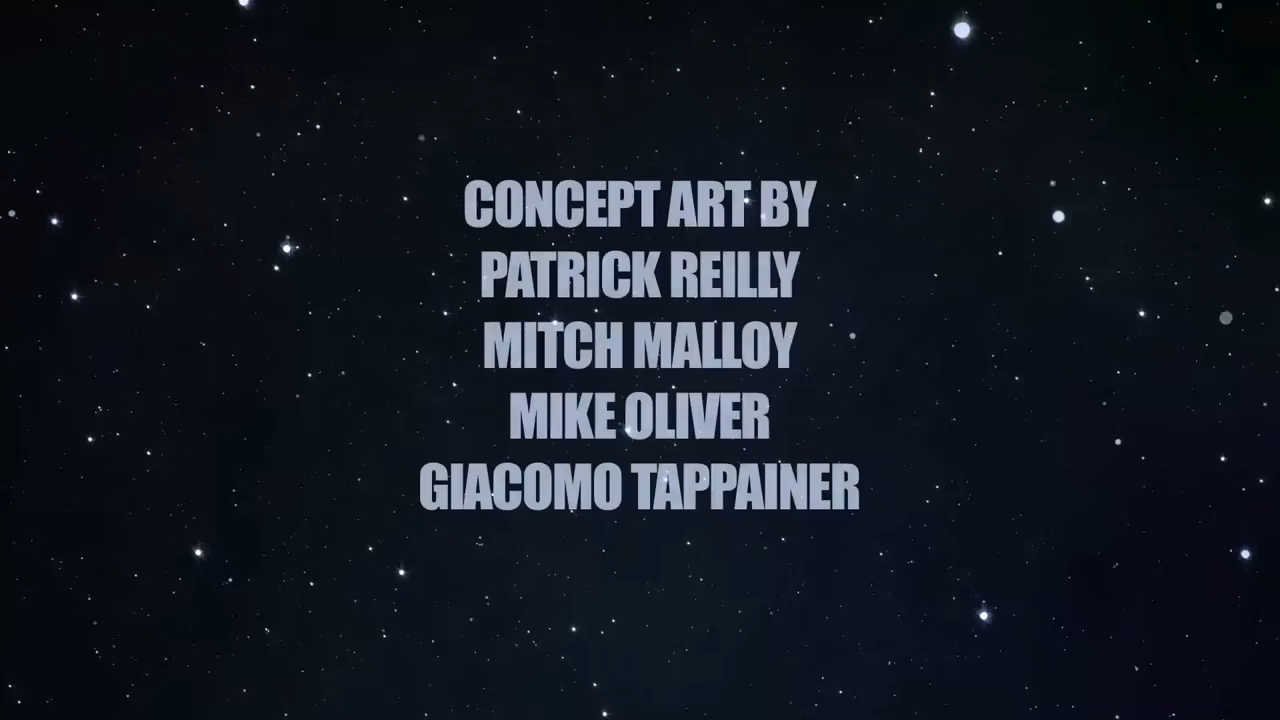 CONCEPT ART BY
PATRICK REILLY
MITCH MALLOY
MIKE OLIVER
GIACOMO TAPPAINER